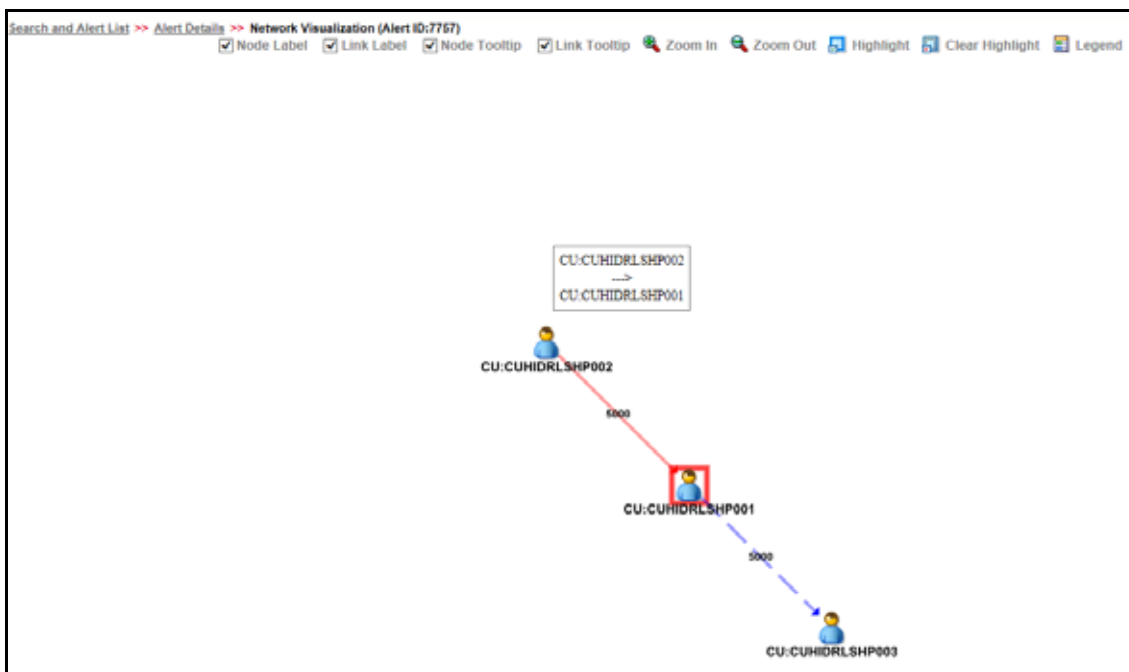 Search and Alert List >> Alert Details >> Network Visualization (Alert ID:7757)
Node Label Link Label Node Tooltip Link Tooltip Zoom In Zoom Out Highlight Clear Highlight Legend
CU:CUHIDRLSHP002
--->
CU:CUHIDRLSHP001
CU:CUHIDRLSHP002
5000
CU:CUHIDRLSHP001
5000
CU:CUHIDRLSHP003